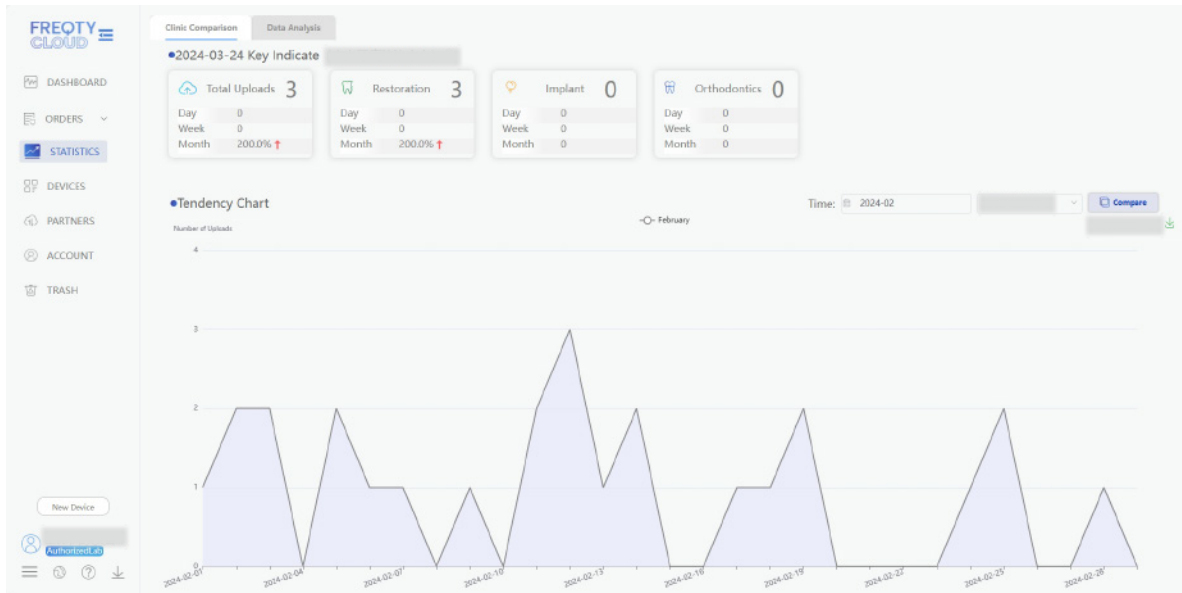 FREQTY
CLOUD
DASHBOARD
ORDERS
STATISTICS
DEVICES
PARTNERS
ACCOUNT
TRASH
New Device
AuthorizedLab
Clinic Comparison
Data Analysis
2024-03-24 Key Indicate
Total Uploads 3
Day 0
Week 0
Month 200.0% ↑
Restoration 3
Day 0
Week 0
Month 200.0% ↑
Implant 0
Day 0
Week 0
Month 0
Orthodontics 0
Day 0
Week 0
Month 0
Tendency Chart
Time: 2024-02
Compare
February
Number of Uploads
4
3
2
1
0
2024-02-01
2024-02-04
2024-02-07
2024-02-10
2024-02-13
2024-02-16
2024-02-19
2024-02-22
2024-02-25
2024-02-28